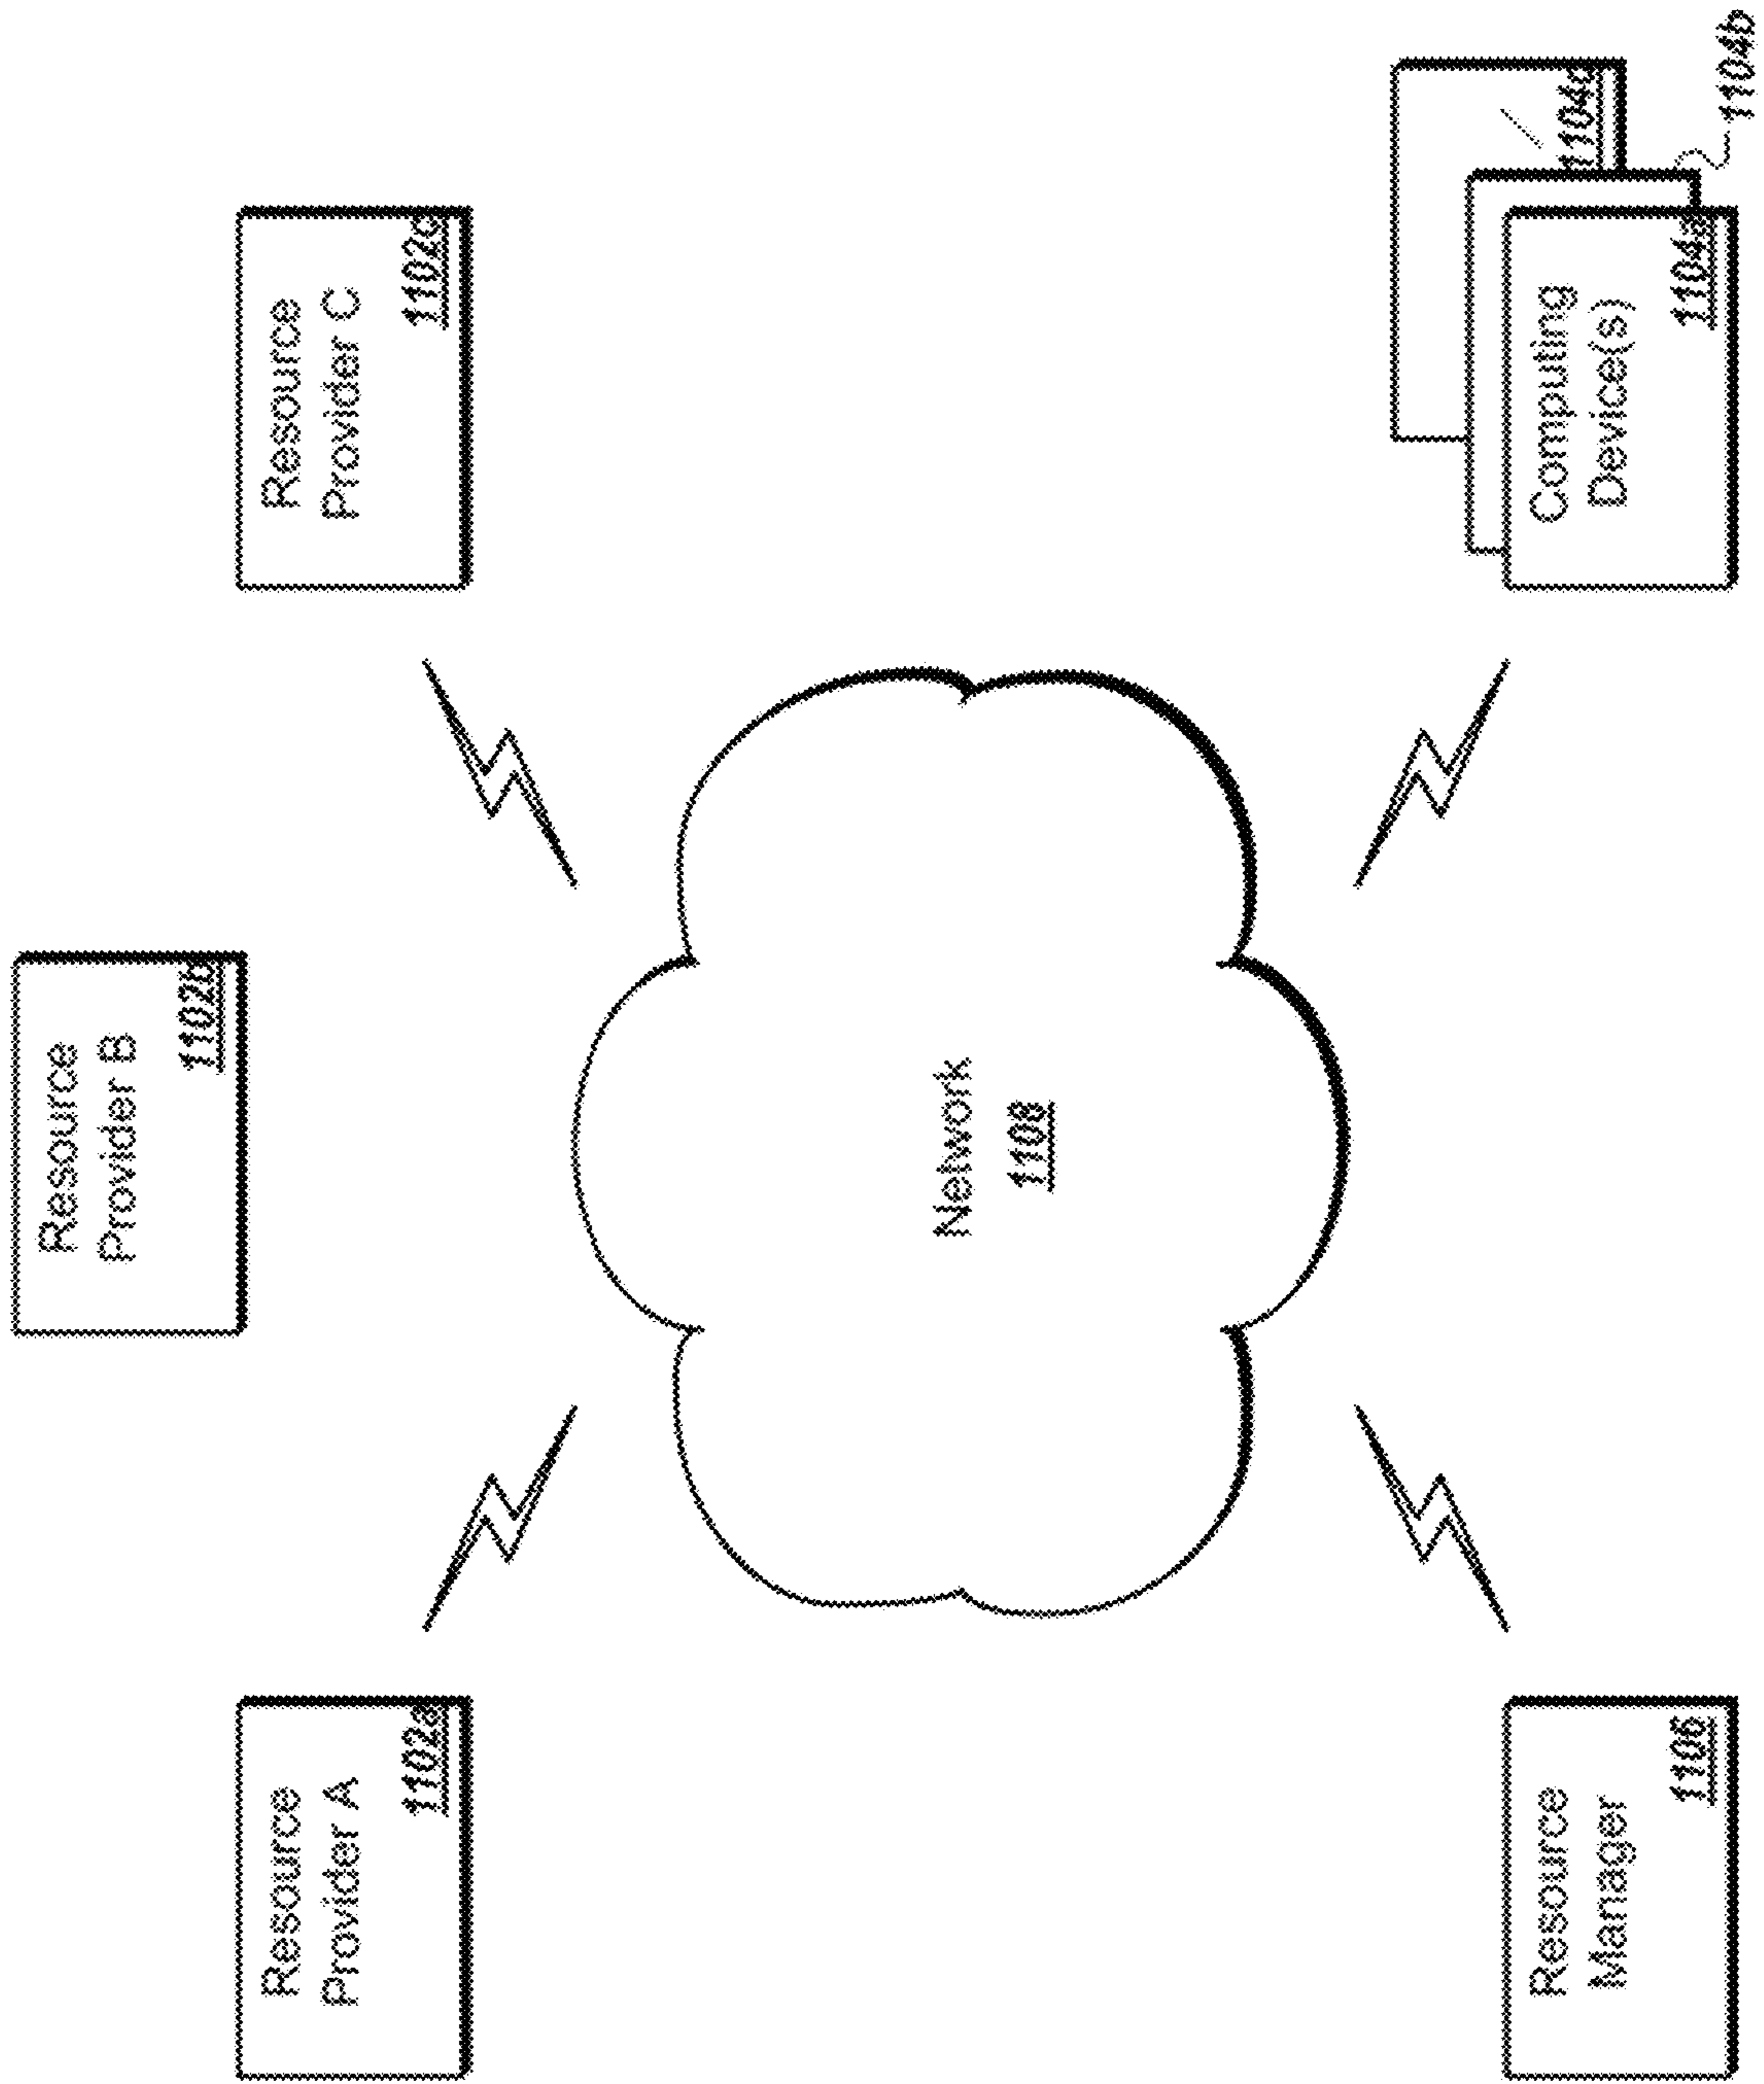 Resource
Provider B
1102b
Resource
Provider A
1102a
Resource
Provider C
1102c
Network
1108
Resource
Manager
1106
Computing
Device(s)
1104a
1104b
1104c